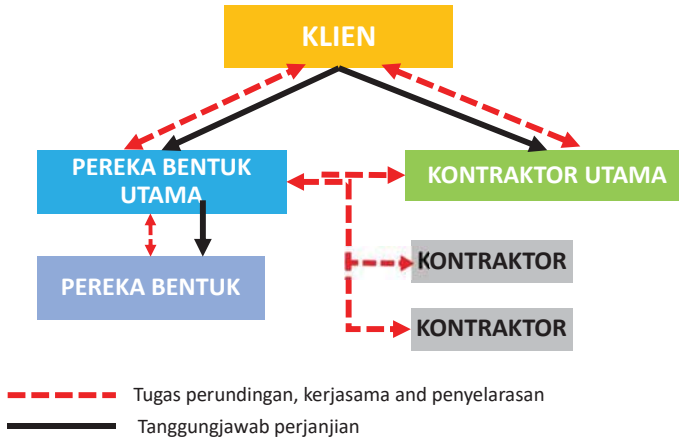 KLIEN
PEREKA BENTUK
UTAMA
KONTRAKTOR UTAMA
PEREKA BENTUK
KONTRAKTOR
KONTRAKTOR
Tugas perundingan, kerjasama and penyelarasan
Tanggungjawab perjanjian